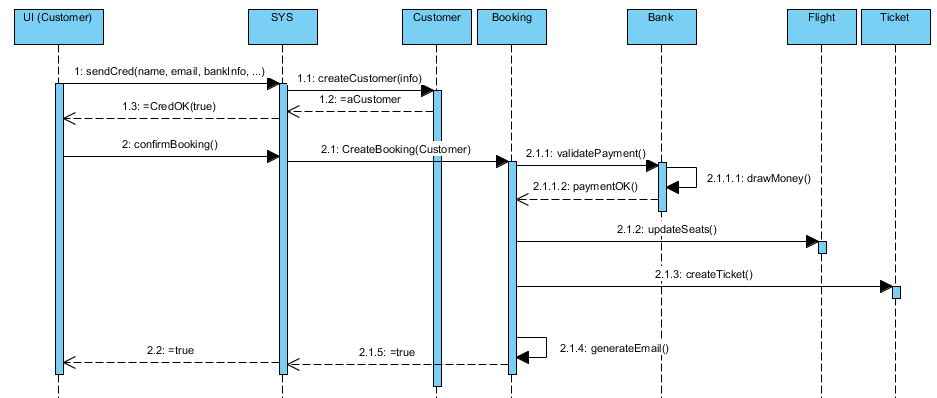 UI (Customer)
SYS
Customer
Booking
Bank
Flight
Ticket
1: sendCred(name, email, bankInfo, ...)
1.1: createCustomer(info)
1.2: =aCustomer
1.3: =CredOK(true)
2: confirmBooking()
2.1: CreateBooking(Customer)
2.1.1: validatePayment()
2.1.1.1: drawMoney()
2.1.1.2: paymentOK()
2.1.2: updateSeats()
2.1.3: createTicket()
2.1.4: generateEmail()
2.1.5: =true
2.2: =true